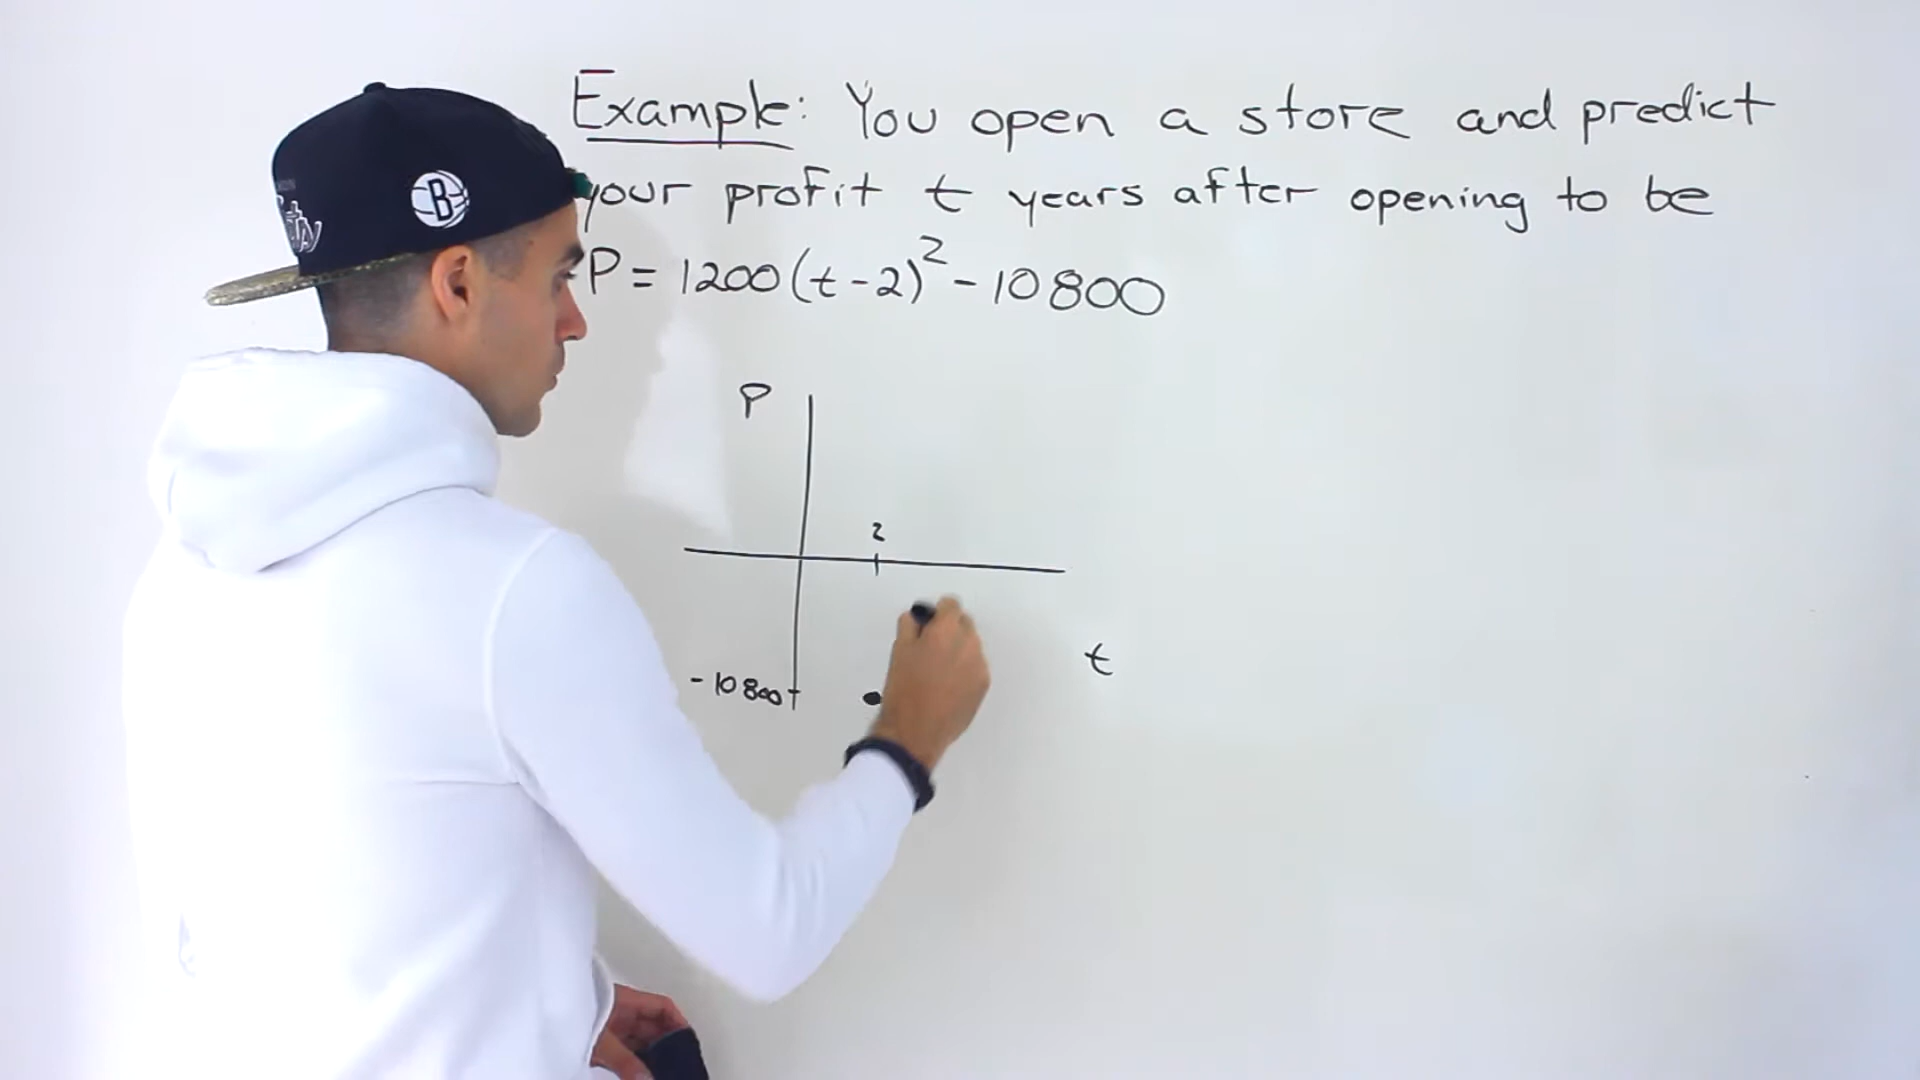 Example: You open a store and predict
your profit t years after opening to be
P = 1200(t-2)² - 10800
P
2
t
- 10800
B